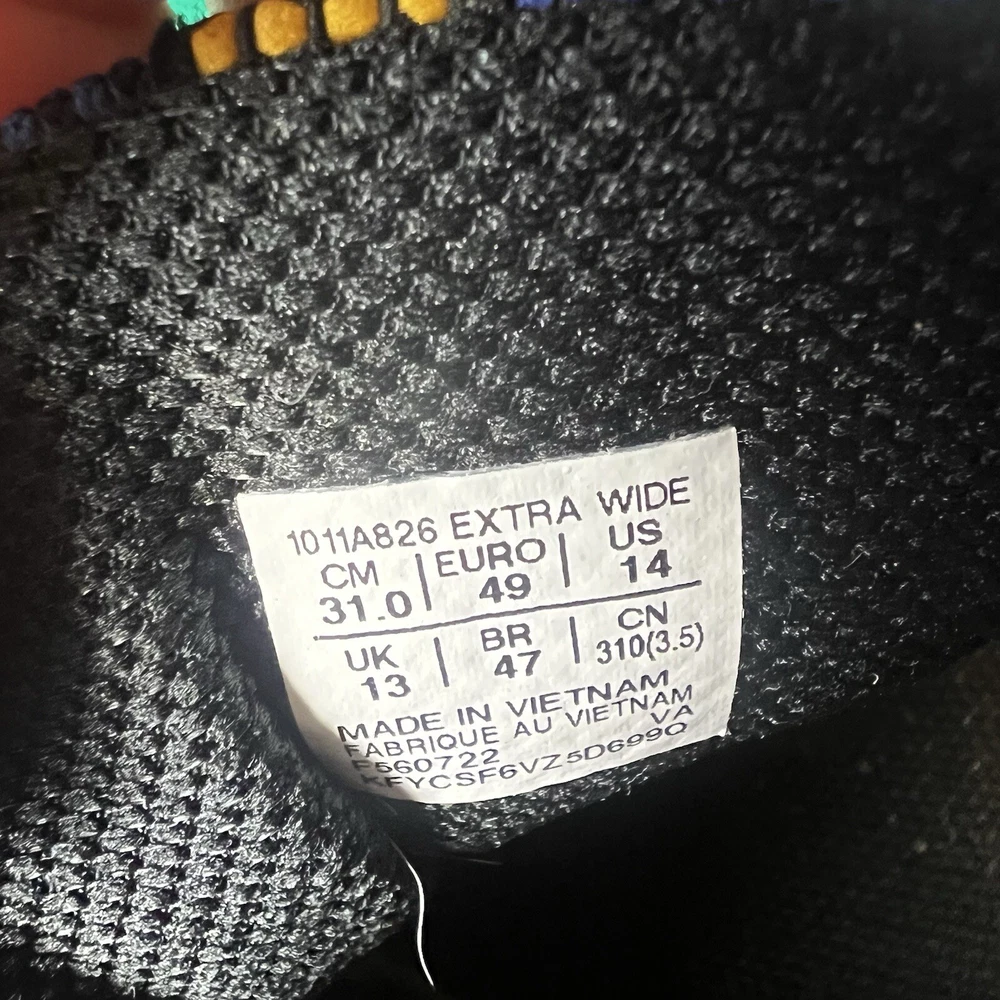 1011A826 EXTRA WIDE
CM | EURO | US
31.0 | 49 | 14
UK | BR | CN
13 | 47 | 310(3.5)
MADE IN VIETNAM
FABRIQUE AU VIETNAM
F560722 VA
KFYCSF6VZ5D699Q